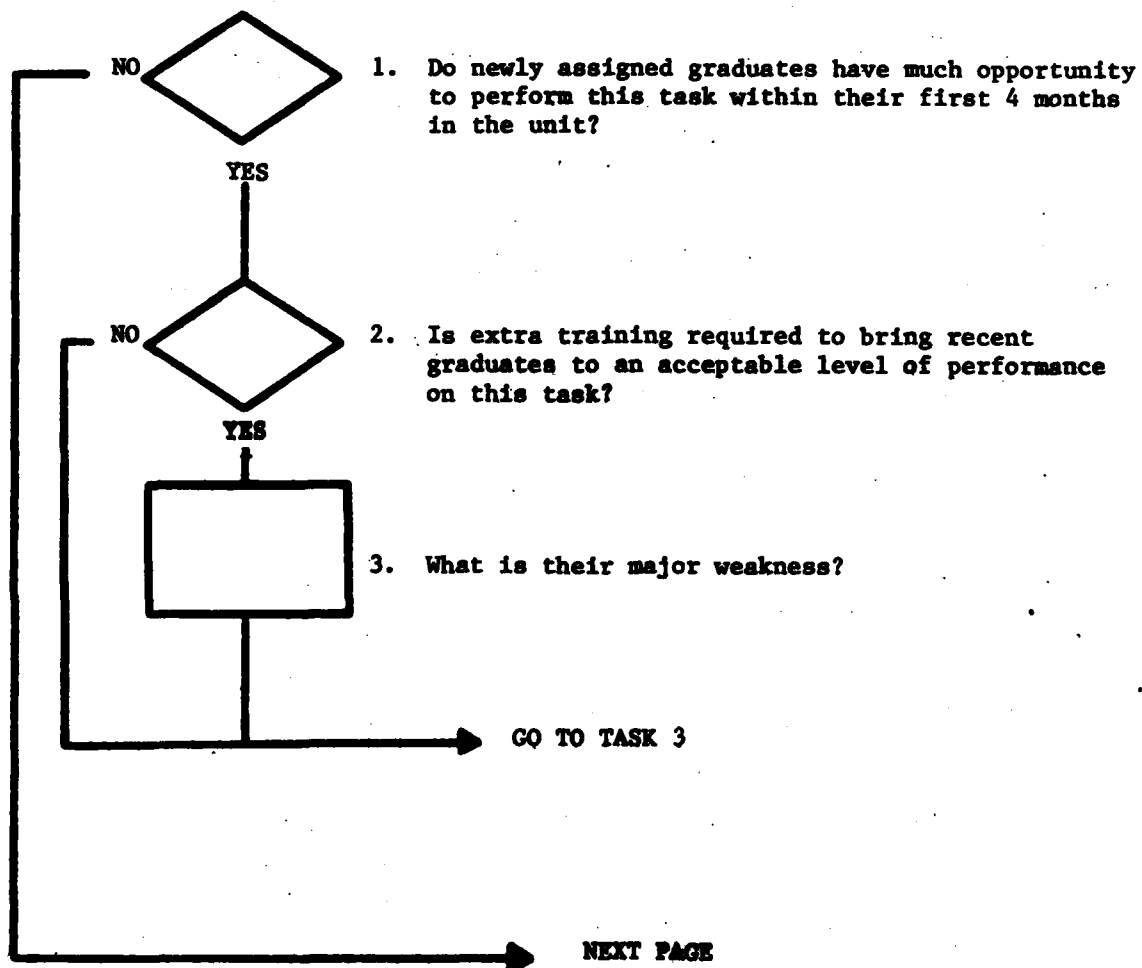 NO
1. Do newly assigned graduates have much opportunity
to perform this task within their first 4 months
in the unit?
YES
NO
2. Is extra training required to bring recent
graduates to an acceptable level of performance
on this task?
YES
3. What is their major weakness?
GO TO TASK 3
NEXT PAGE